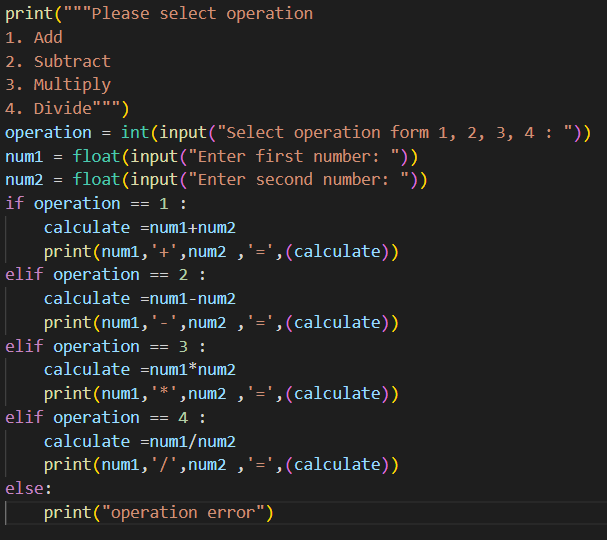 print("""Please select operation
1. Add
2. Subtract
3. Multiply
4. Divide""")
operation = int(input("Select operation form 1, 2, 3, 4 : "))
num1 = float(input("Enter first number: "))
num2 = float(input("Enter second number: "))
if operation == 1 :
    calculate =num1+num2
    print(num1,'+',num2 ,'=',(calculate))
elif operation == 2 :
    calculate =num1-num2
    print(num1,'-',num2 ,'=',(calculate))
elif operation == 3 :
    calculate =num1*num2
    print(num1,'*',num2 ,'=',(calculate))
elif operation == 4 :
    calculate =num1/num2
    print(num1,'/',num2 ,'=',(calculate))
else:
    print("operation error")